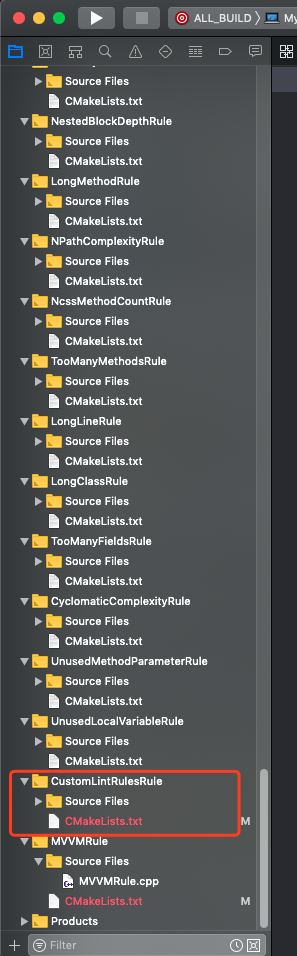 ALL_BUILD
My
Source Files
CMakeLists.txt
NestedBlockDepthRule
Source Files
CMakeLists.txt
LongMethodRule
Source Files
CMakeLists.txt
NPathComplexityRule
Source Files
CMakeLists.txt
NcssMethodCountRule
Source Files
CMakeLists.txt
TooManyMethodsRule
Source Files
CMakeLists.txt
LongLineRule
Source Files
CMakeLists.txt
LongClassRule
Source Files
CMakeLists.txt
TooManyFieldsRule
Source Files
CMakeLists.txt
CyclomaticComplexityRule
Source Files
CMakeLists.txt
UnusedMethodParameterRule
Source Files
CMakeLists.txt
UnusedLocalVariableRule
Source Files
CMakeLists.txt
CustomLintRulesRule
Source Files
CMakeLists.txt M
MVVMRule
Source Files
MVVMRule.cpp
CMakeLists.txt M
Products
Filter